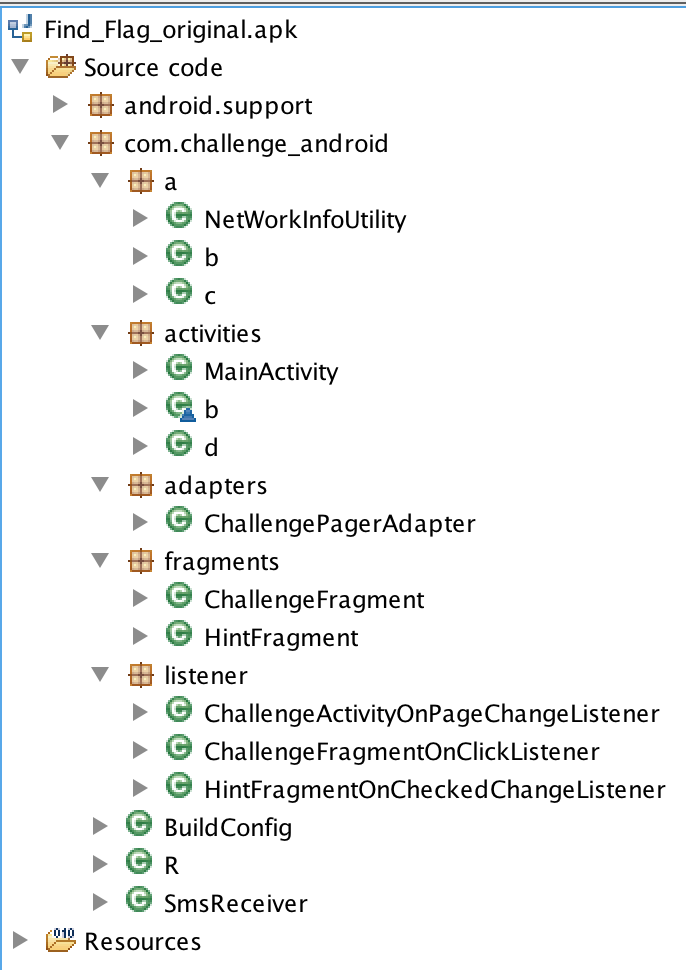 Find_Flag_original.apk
Source code
android.support
com.challenge_android
a
NetWorkInfoUtility
b
c
activities
MainActivity
b
d
adapters
ChallengePagerAdapter
fragments
ChallengeFragment
HintFragment
listener
ChallengeActivityOnPageChangeListener
ChallengeFragmentOnClickListener
HintFragmentOnCheckedChangeListener
BuildConfig
R
SmsReceiver
Resources